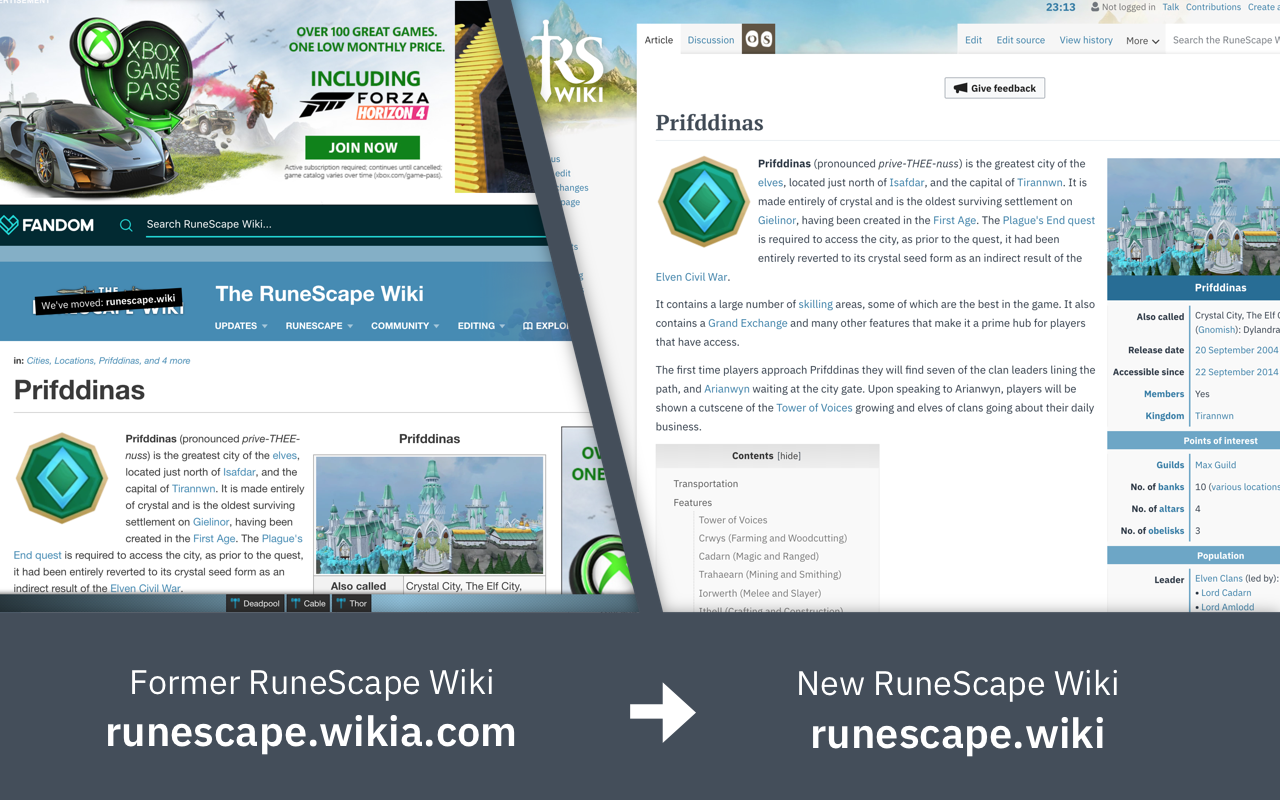 OVER 100 GREAT GAMES.
ONE LOW MONTHLY PRICE.
XBOX
GAME
PASS
INCLUDING
FORZA
HORIZON 4
JOIN NOW
Active subscription required; continues until cancelled;
game catalog varies over time (xbox.com/game-pass).
FANDOM
Search RuneScape Wiki...
We've moved: runescape.wiki
The RuneScape Wiki
UPDATES
RUNESCAPE
COMMUNITY
EDITING
in: Cities, Locations, Prifddinas, and 4 more
Prifddinas
Prifddinas (pronounced prive-THEE-
nuss) is the greatest city of the elves,
located just north of Isafdar, and the
capital of Tirannwn. It is made entirely
of crystal and is the oldest surviving
settlement on Gielinor, having been
created in the First Age. The Plague's
End quest is required to access the city, as prior to the quest,
it had been entirely reverted to its crystal seed form as an
indirect result of the Elven Civil War.
Prifddinas
Also called
Crystal City, The Elf City,
Deadpool
Cable
Thor
RS
WIKI
23:13
Not logged in
Talk
Contributions
Create
Article
Discussion
OS
Edit
Edit source
View history
More
Search the RuneScape
Give feedback
Prifddinas
Prifddinas (pronounced prive-THEE-nuss) is the greatest city of the
elves, located just north of Isafdar, and the capital of Tirannwn. It is
made entirely of crystal and is the oldest surviving settlement on
Gielinor, having been created in the First Age. The Plague's End quest
is required to access the city, as prior to the quest, it had been
entirely reverted to its crystal seed form as an indirect result of the
Elven Civil War.
It contains a large number of skilling areas, some of which are the best in the game. It also
contains a Grand Exchange and many other features that make it a prime hub for players
that have access.
The first time players approach Prifddinas they will find seven of the clan leaders lining the
path, and Arianwyn waiting at the city gate. Upon speaking to Arianwyn, players will be
shown a cutscene of the Tower of Voices growing and elves of clans going about their daily
business.
Contents [hide]
Transportation
Features
Tower of Voices
Crwys (Farming and Woodcutting)
Cadarn (Magic and Ranged)
Trahaearn (Mining and Smithing)
Iorwerth (Melee and Slayer)
Ithell (Crafting and Construction)
Prifddinas
Also called
Crystal City, The Elf
(Gnomish): Dylandra
Release date
20 September 2004
Accessible since
22 September 2014
Members
Yes
Kingdom
Tirannwn
Points of interest
Guilds
Max Guild
No. of banks
10 (various locations
No. of altars
4
No. of obelisks
3
Population
Leader
Elven Clans (led by):
• Lord Cadarn
• Lord Amlodd
Former RuneScape Wiki
runescape.wikia.com
New RuneScape Wiki
runescape.wiki